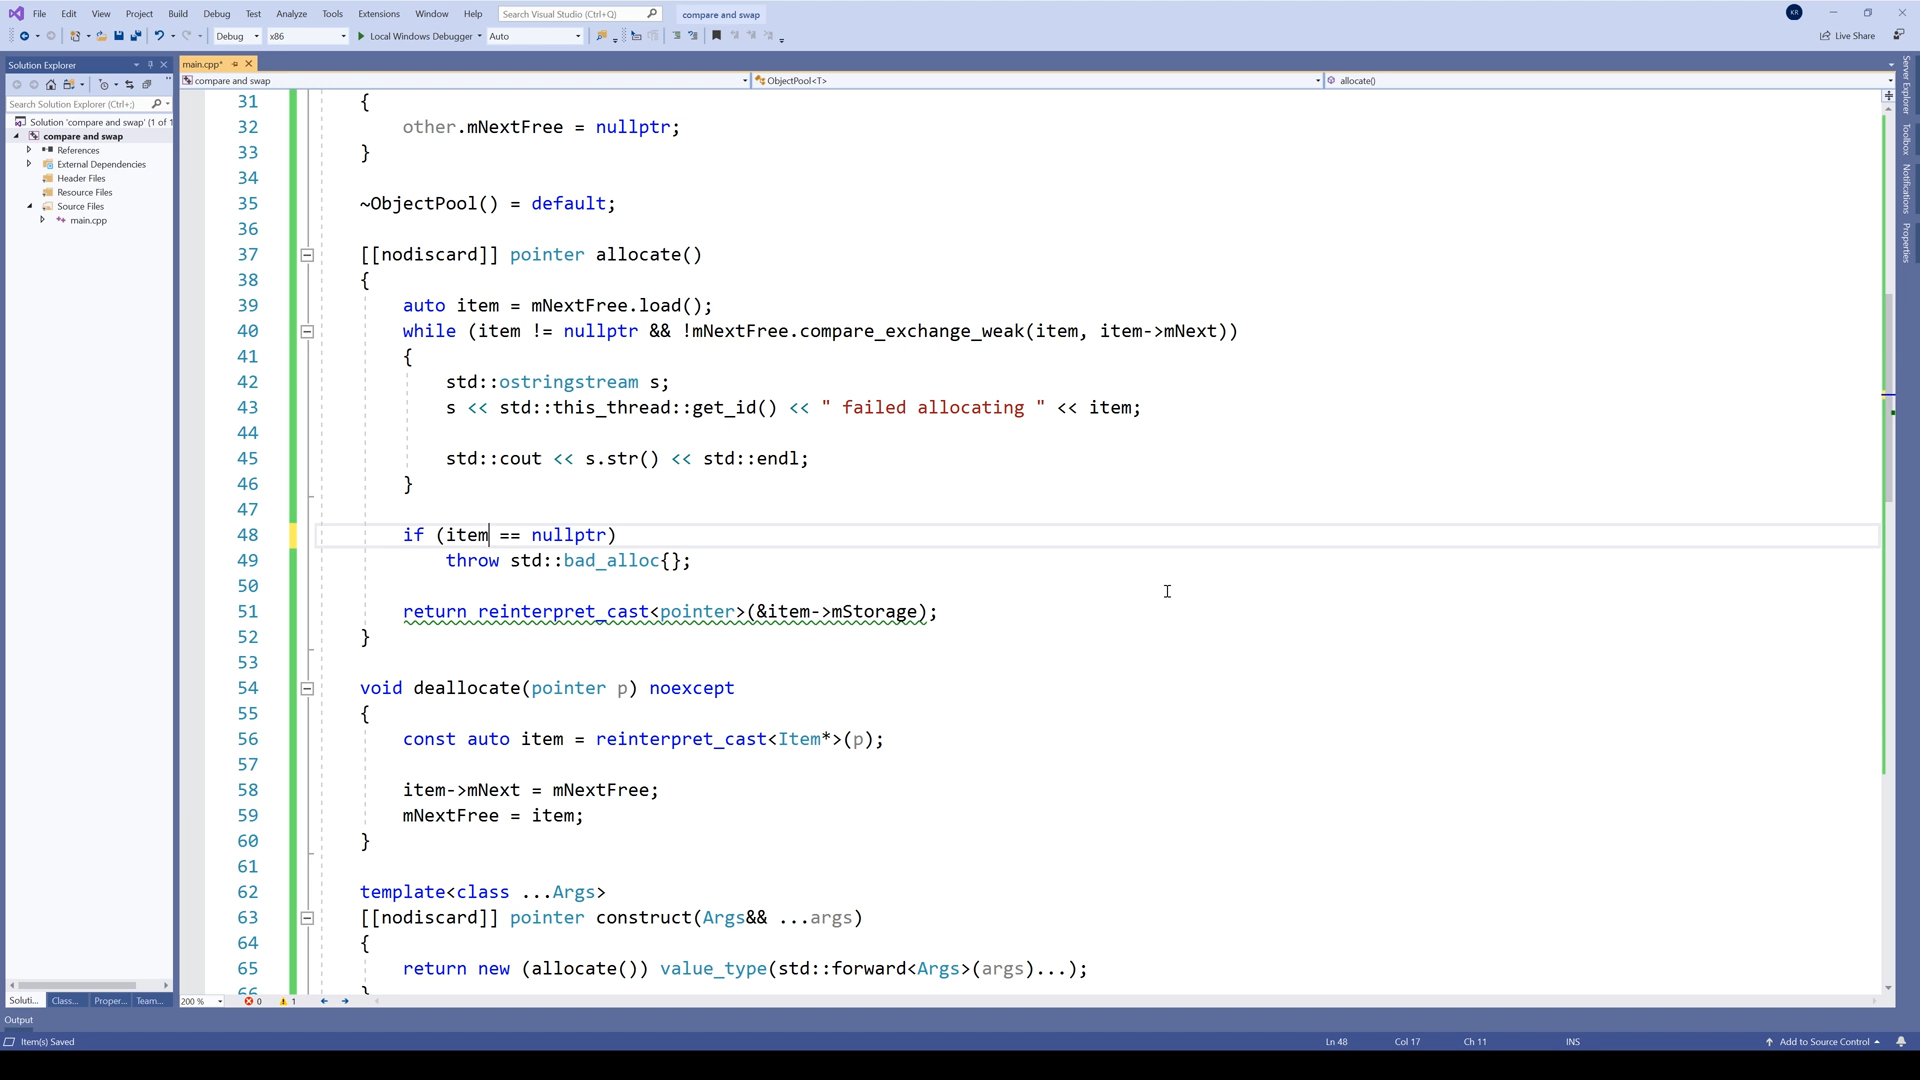 File Edit View Project Build Debug Test Analyze Tools Extensions Window Help Search Visual Studio (Ctrl+Q) compare and swap KR
Debug x86 Local Windows Debugger Auto Live Share
Solution Explorer
main.cpp*
compare and swap ObjectPool<T> allocate()
Search Solution Explorer (Ctrl+;)
Solution 'compare and swap' (1 of 1
compare and swap
References
External Dependencies
Header Files
Resource Files
Source Files
main.cpp
31 {
32 other.mNextFree = nullptr;
33 }
34
35 ~ObjectPool() = default;
36
37 [[nodiscard]] pointer allocate()
38 {
39 auto item = mNextFree.load();
40 while (item != nullptr && !mNextFree.compare_exchange_weak(item, item->mNext))
41 {
42 std::ostringstream s;
43 s << std::this_thread::get_id() << " failed allocating " << item;
44
45 std::cout << s.str() << std::endl;
46 }
47
48 if (item == nullptr)
49 throw std::bad_alloc{};
50
51 return reinterpret_cast<pointer>(&item->mStorage);
52 }
53
54 void deallocate(pointer p) noexcept
55 {
56 const auto item = reinterpret_cast<Item*>(p);
57
58 item->mNext = mNextFree;
59 mNextFree = item;
60 }
61
62 template<class ...Args>
63 [[nodiscard]] pointer construct(Args&& ...args)
64 {
65 return new (allocate()) value_type(std::forward<Args>(args)...);
66 }
Server Explorer
Toolbox
Notifications
Properties
Soluti... Class... Proper... Team... 200 % 0 1
Output
Item(s) Saved Ln 48 Col 17 Ch 11 INS Add to Source Control